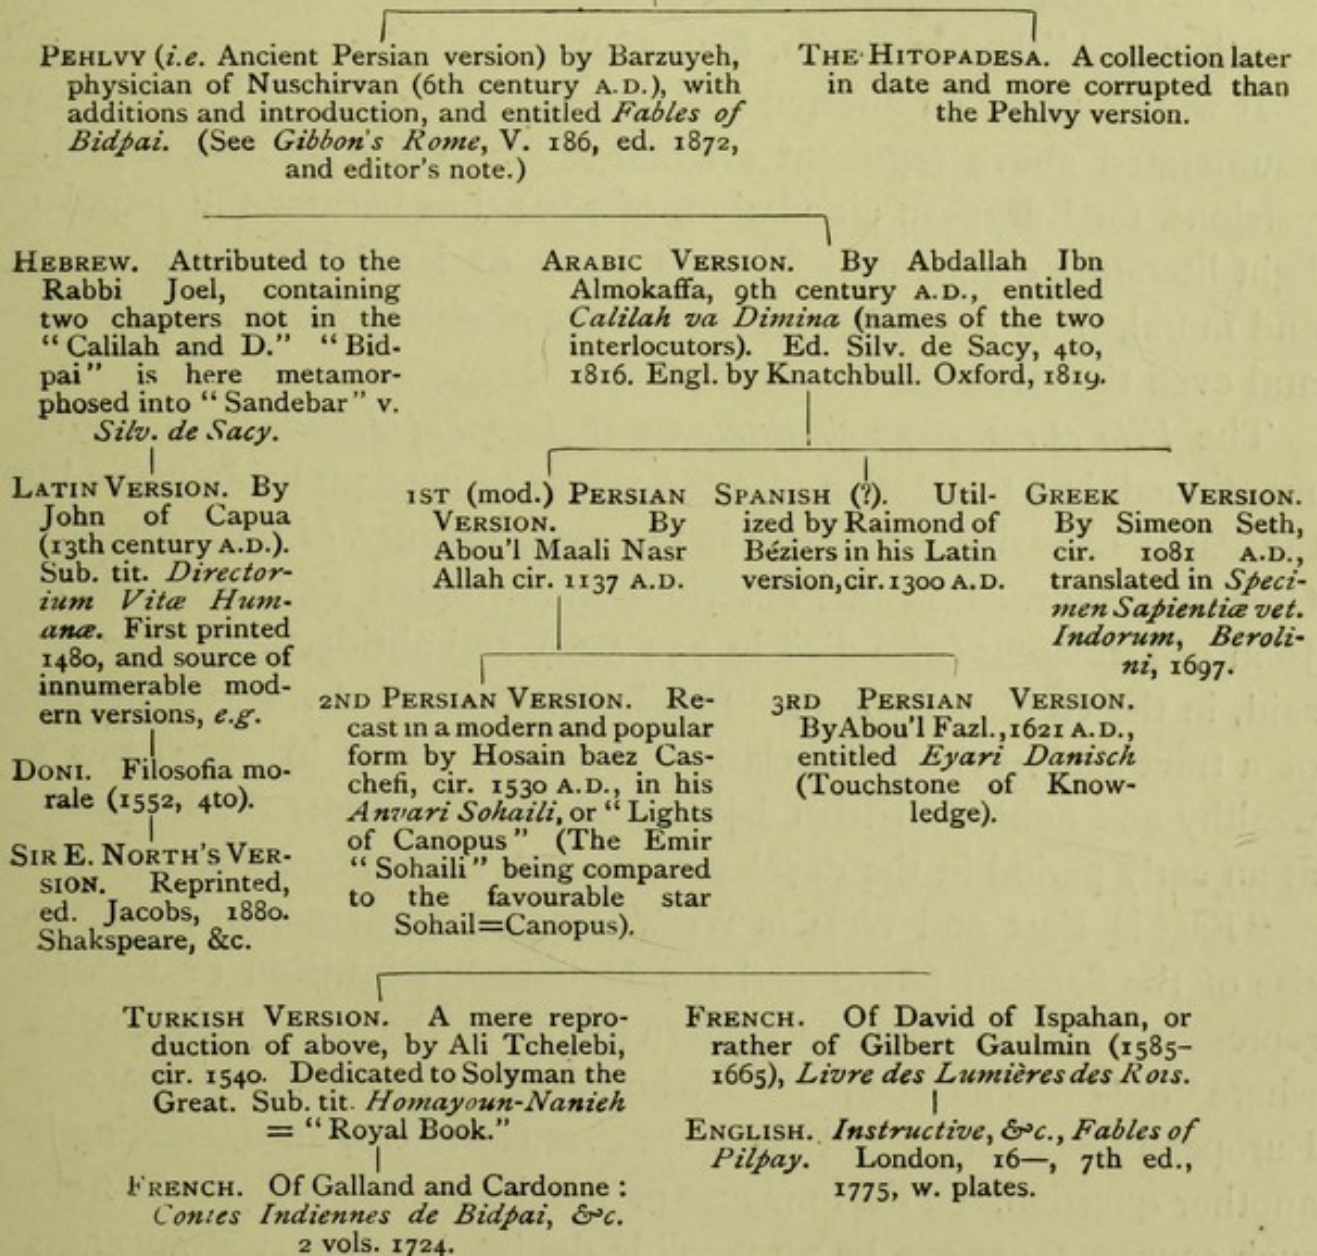 PEHLVY (i.e. Ancient Persian version) by Barzuyeh,
physician of Nuschirvan (6th century A.D.), with
additions and introduction, and entitled Fables of
Bidpai. (See Gibbon's Rome, V. 186, ed. 1872,
and editor's note.)
THE HITOPADESA. A collection later
in date and more corrupted than
the Pehlvy version.
HEBREW. Attributed to the
Rabbi Joel, containing
two chapters not in the
“Calilah and D.” “Bid-
pai” is here metamor-
phosed into “Sandebar” v.
Silv. de Sacy.
ARABIC VERSION. By Abdallah Ibn
Almokaffa, 9th century A.D., entitled
Calilah va Dimina (names of the two
interlocutors). Ed. Silv. de Sacy, 4to,
1816. Engl. by Knatchbull. Oxford, 1819.
LATIN VERSION. By
John of Capua
(13th century A.D.).
Sub. tit. Director-
ium Vitæ Hum-
anæ. First printed
1480, and source of
innumerable mod-
ern versions, e.g.
1ST (mod.) PERSIAN
VERSION. By
Abou'l Maali Nasr
Allah cir. 1137 A.D.
SPANISH (?). Util-
ized by Raimond of
Béziers in his Latin
version, cir. 1300 A.D.
GREEK VERSION.
By Simeon Seth,
cir. 1081 A.D.,
translated in Speci-
men Sapientiæ vet.
Indorum, Beroli-
ni, 1697.
DONI. Filosofia mo-
rale (1552, 4to).
SIR E. NORTH'S VER-
SION. Reprinted,
ed. Jacobs, 1880.
Shakspeare, &c.
2ND PERSIAN VERSION. Re-
cast in a modern and popular
form by Hosain baez Cas-
chefi, cir. 1530 A.D., in his
Anvari Sohaili, or “Lights
of Canopus” (The Emir
“Sohaili” being compared
to the favourable star
Sohail=Canopus).
3RD PERSIAN VERSION.
By Abou'l Fazl., 1621 A.D.,
entitled Eyari Danisch
(Touchstone of Know-
ledge).
TURKISH VERSION. A mere repro-
duction of above, by Ali Tchelebi,
cir. 1540. Dedicated to Solyman the
Great. Sub. tit. Homayoun-Nanieh
= “Royal Book.”
FRENCH. Of Galland and Cardonne :
Contes Indiennes de Bidpai, &c.
2 vols. 1724.
FRENCH. Of David of Ispahan, or
rather of Gilbert Gaulmin (1585–
1665), Livre des Lumières des Rois.
ENGLISH. Instructive, &c., Fables of
Pilpay. London, 16—, 7th ed.,
1775, w. plates.